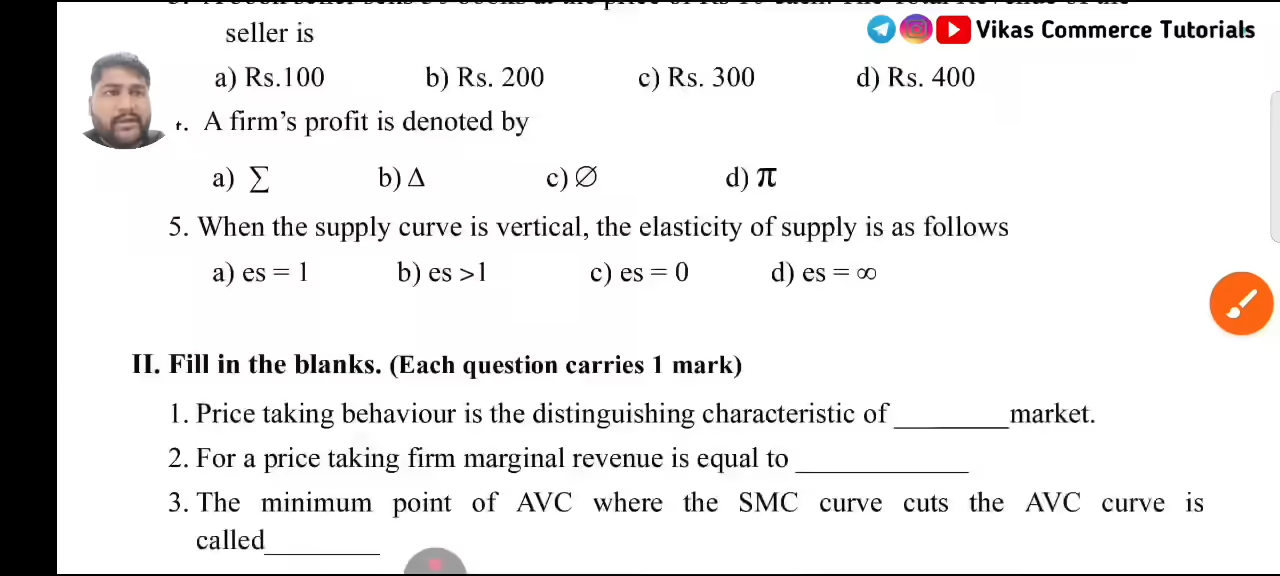 seller is
Vikas Commerce Tutorials
a) Rs.100 b) Rs. 200 c) Rs. 300 d) Rs. 400
A firm’s profit is denoted by
a) ∑ b) Δ c) ∅ d) π
5. When the supply curve is vertical, the elasticity of supply is as follows
a) es = 1 b) es >1 c) es = 0 d) es = ∞
II. Fill in the blanks. (Each question carries 1 mark)
1. Price taking behaviour is the distinguishing characteristic of ________market.
2. For a price taking firm marginal revenue is equal to ____________
3. The minimum point of AVC where the SMC curve cuts the AVC curve is
called________